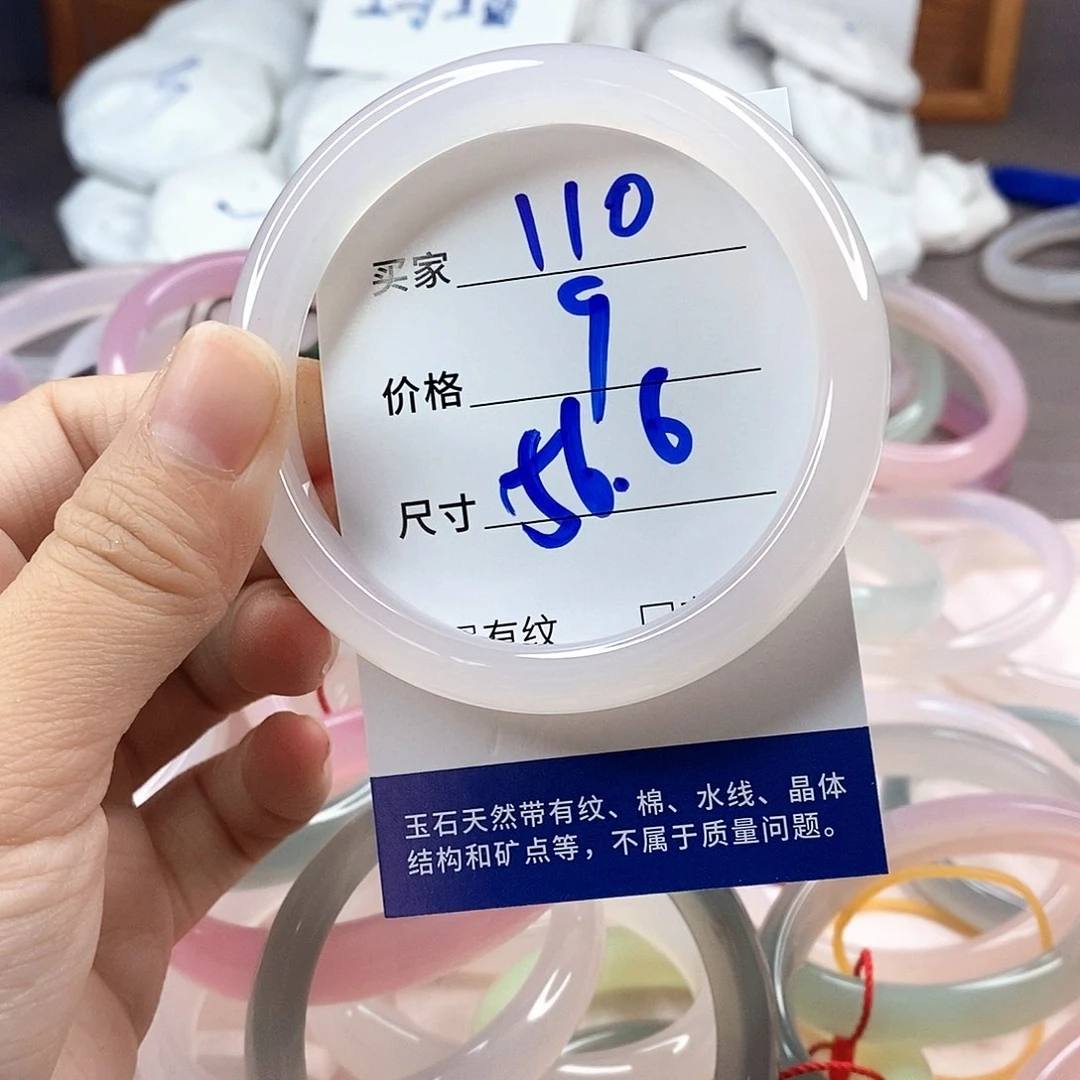 买家 110
价格 9
尺寸 56.6
有纹
玉石天然带有纹、棉、水线、晶体
结构和矿点等，不属于质量问题。